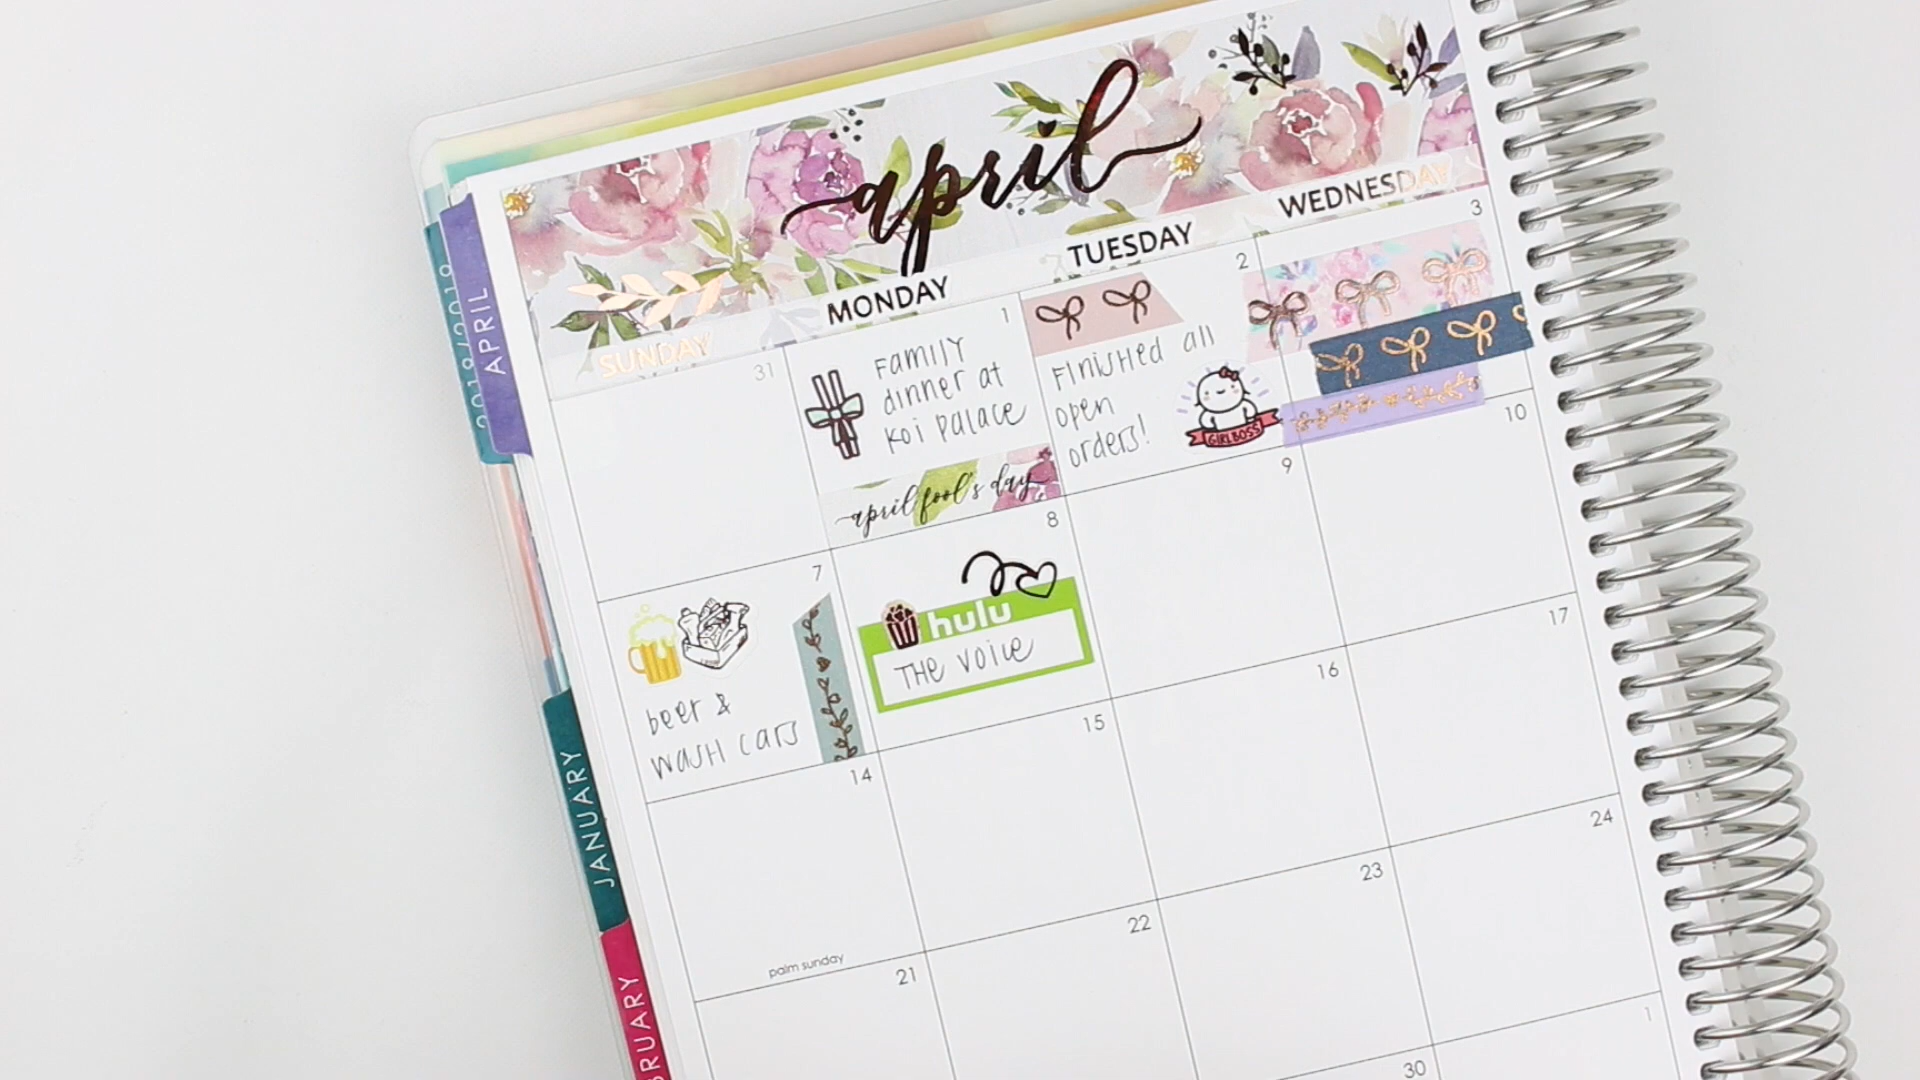 april
SUNDAY
MONDAY
TUESDAY
WEDNESDAY
2018/2019
APRIL
31
1
FAMILY
dinner at
KOI PALACE
april fool's day
2
FINISHED all
open
orders!
GIRLBOSS
3
7
beer &
WASH CARS
8
hulu
THE VOICE
9
10
14
palm sunday
15
16
17
21
22
23
24
30
1
JANUARY
BRUARY